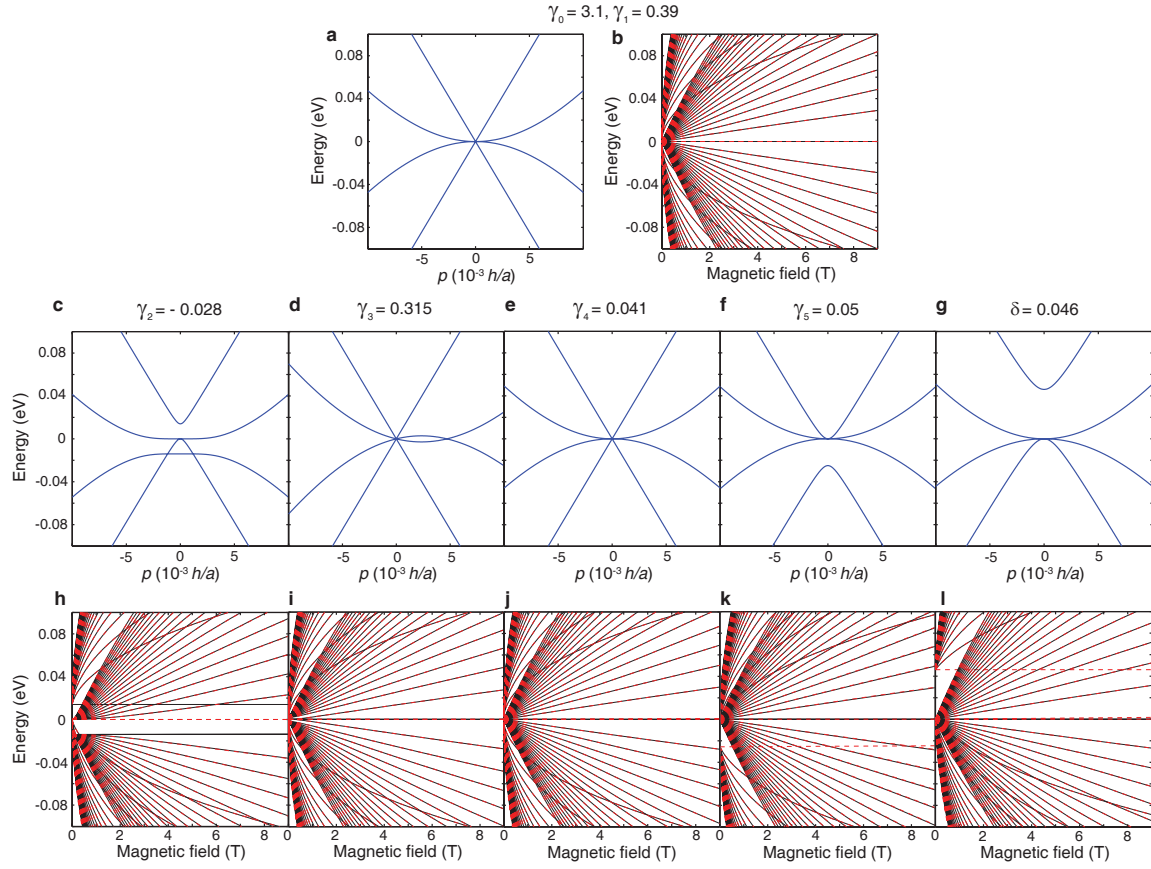 γ₀ = 3.1, γ₁ = 0.39
a b
0.08 0.08
0.04 0.04
0 0
-0.04 -0.04
-0.08 -0.08
Energy (eV) Energy (eV)
-5 0 5 0 2 4 6 8
p (10⁻³ h/a) Magnetic field (T)
c γ₂ = - 0.028 d γ₃ = 0.315 e γ₄ = 0.041 f γ₅ = 0.05 g δ = 0.046
0.08
0.04
0
-0.04
-0.08
Energy (eV)
-5 0 5 -5 0 5 -5 0 5 -5 0 5 -5 0 5
p (10⁻³ h/a) p (10⁻³ h/a) p (10⁻³ h/a) p (10⁻³ h/a) p (10⁻³ h/a)
h i j k l
0.08
0.04
0
-0.04
-0.08
Energy (eV)
0 2 4 6 8 0 2 4 6 8 0 2 4 6 8 0 2 4 6 8 0 2 4 6 8
Magnetic field (T) Magnetic field (T) Magnetic field (T) Magnetic field (T) Magnetic field (T)